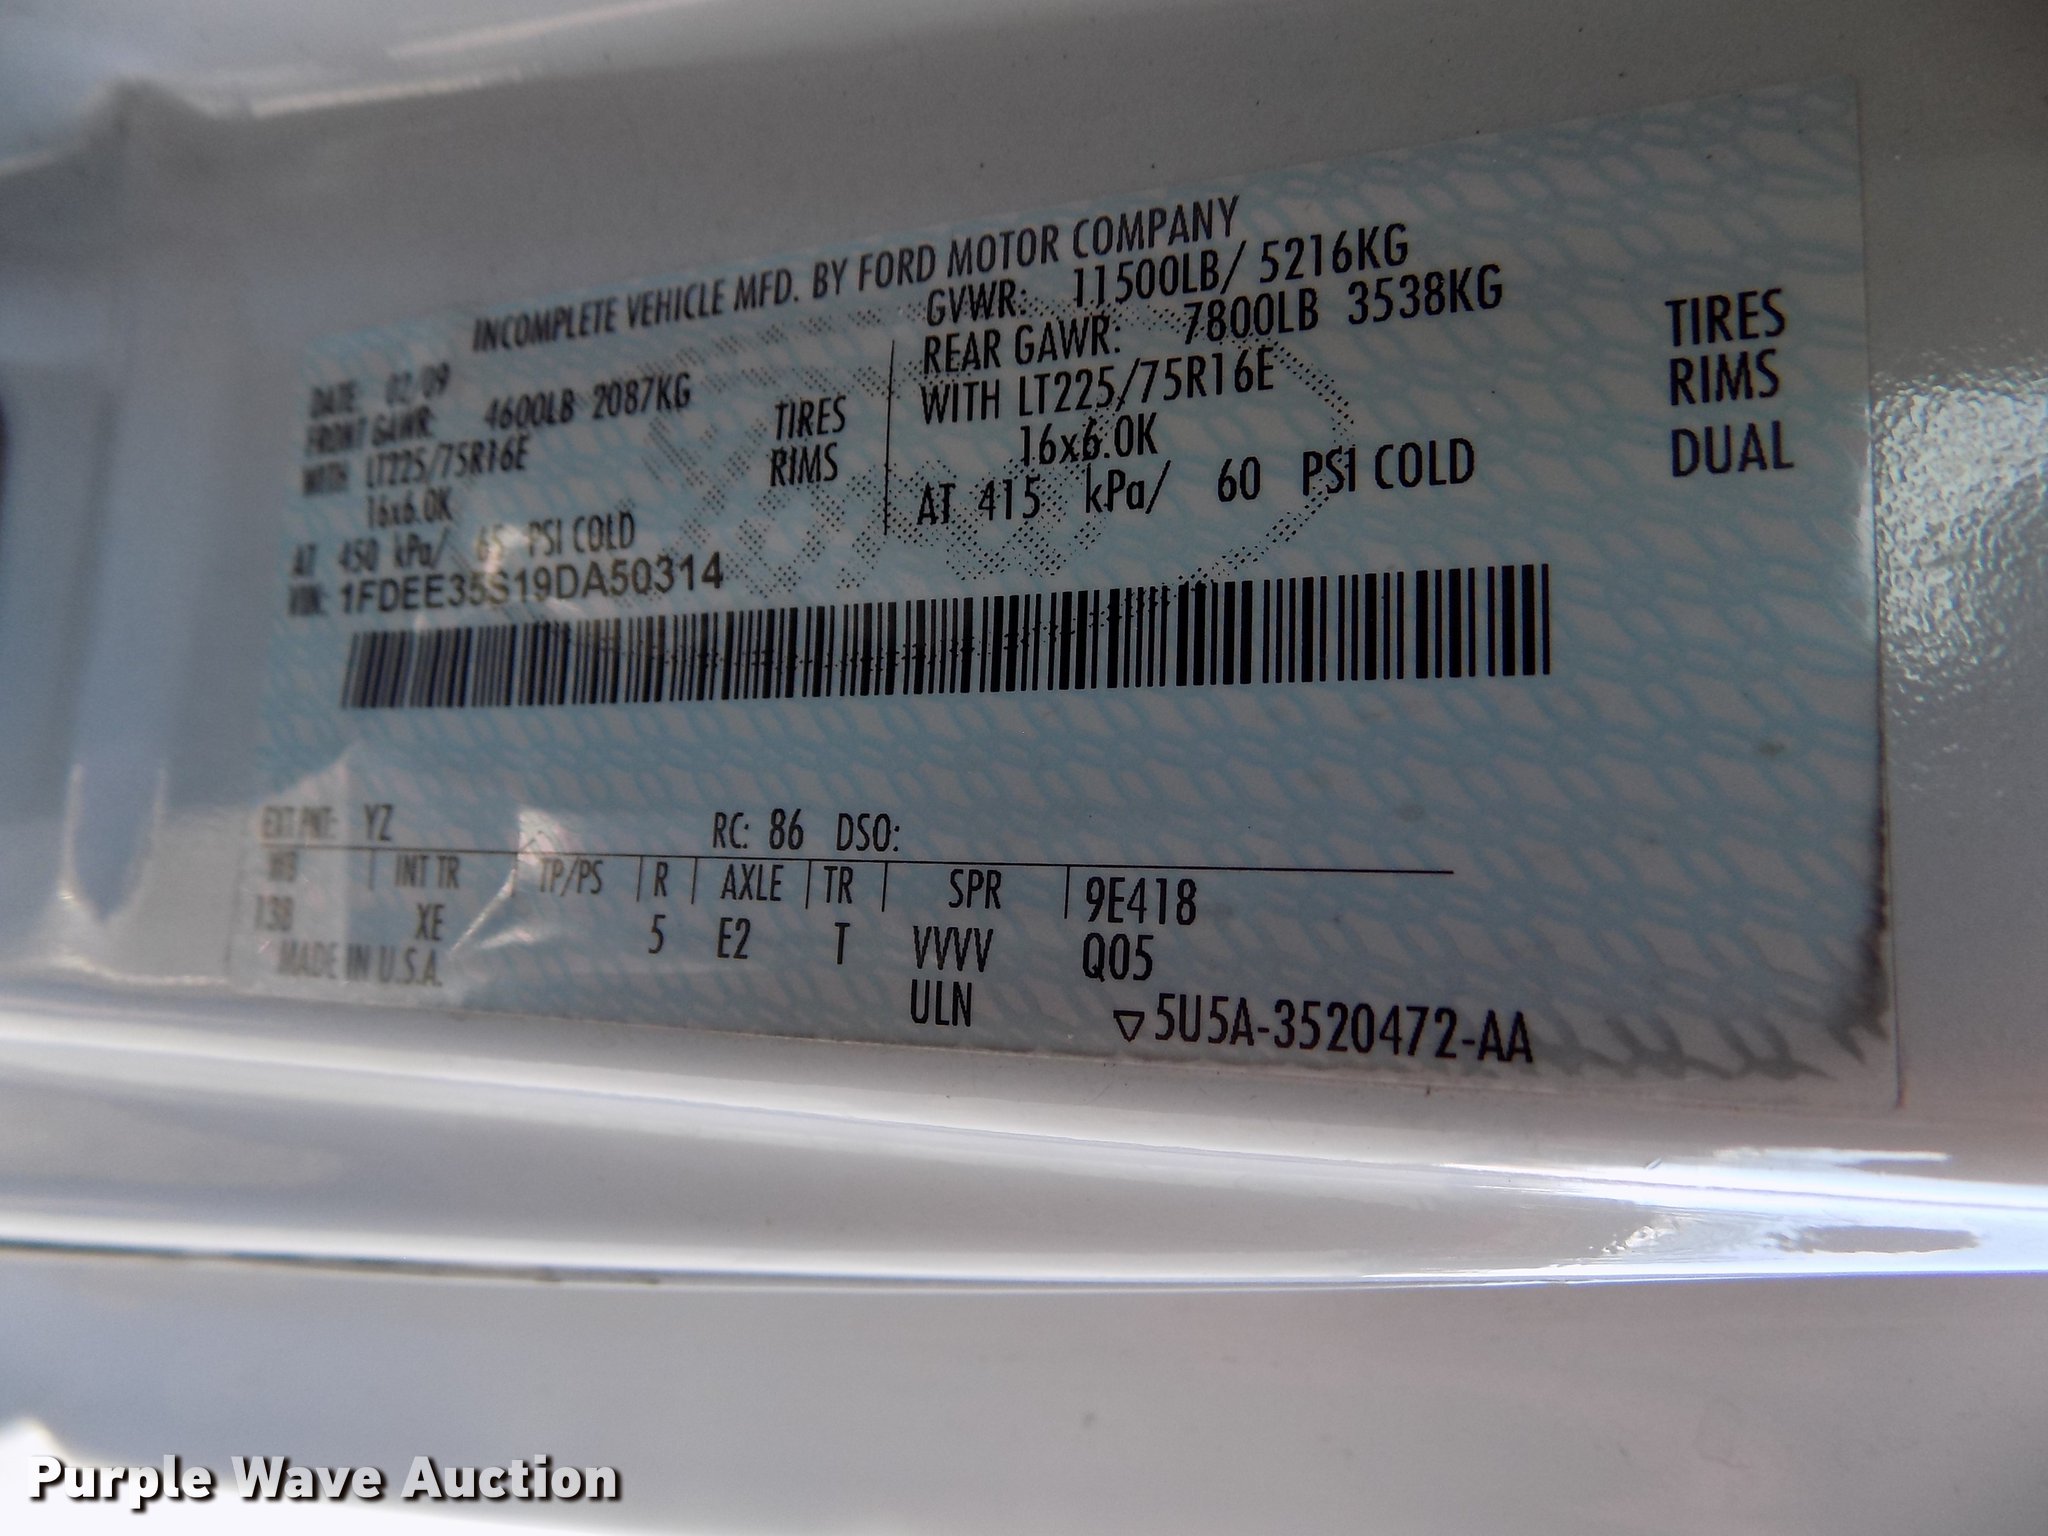 INCOMPLETE VEHICLE MFD. BY FORD MOTOR COMPANY
DATE: 02/09
GVWR: 11500LB/ 5216KG
FRONT GAWR: 4600LB 2087KG
REAR GAWR: 7800LB 3538KG
WITH LT225/75R16E TIRES
WITH LT225/75R16E TIRES
16x6.0K RIMS
16x6.0K RIMS
AT 450 kPa/ 65 PSI COLD
AT 415 kPa/ 60 PSI COLD DUAL
VIN: 1FDEE35S19DA50314
EXT PNT: YZ RC: 86 DSO:
WB INT TR TP/PS R AXLE TR SPR 9E418
138 XE 5 E2 T VVVV Q05
MADE IN U.S.A. ULN ▽5U5A-3520472-AA
Purple Wave Auction